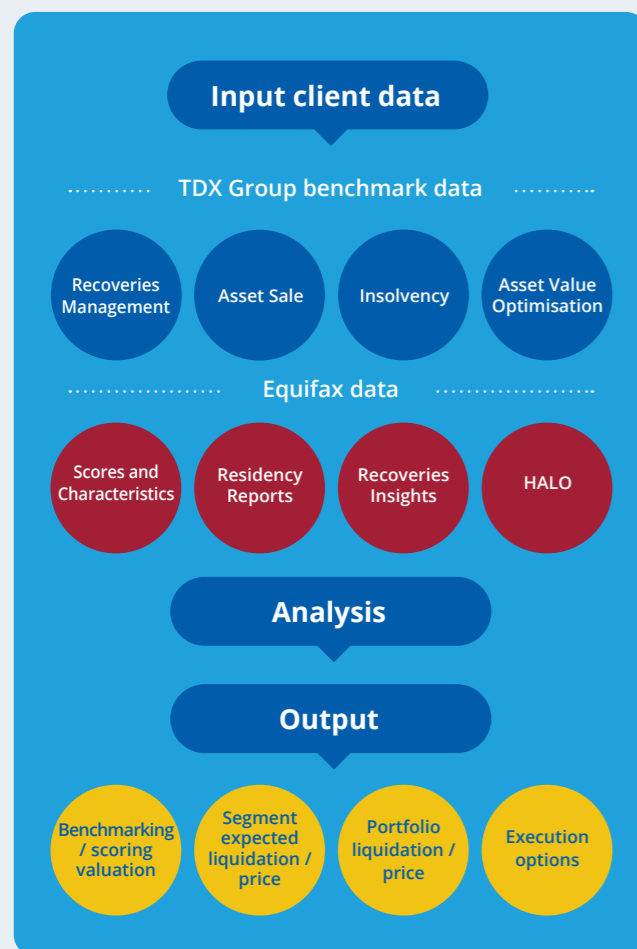 Input client data
TDX Group benchmark data
Recoveries
Management
Asset Sale
Insolvency
Asset Value
Optimisation
Equifax data
Scores and
Characteristics
Residency
Reports
Recoveries
Insights
HALO
Analysis
Output
Benchmarking
/ scoring
valuation
Segment
expected
liquidation /
price
Portfolio
liquidation /
price
Execution
options